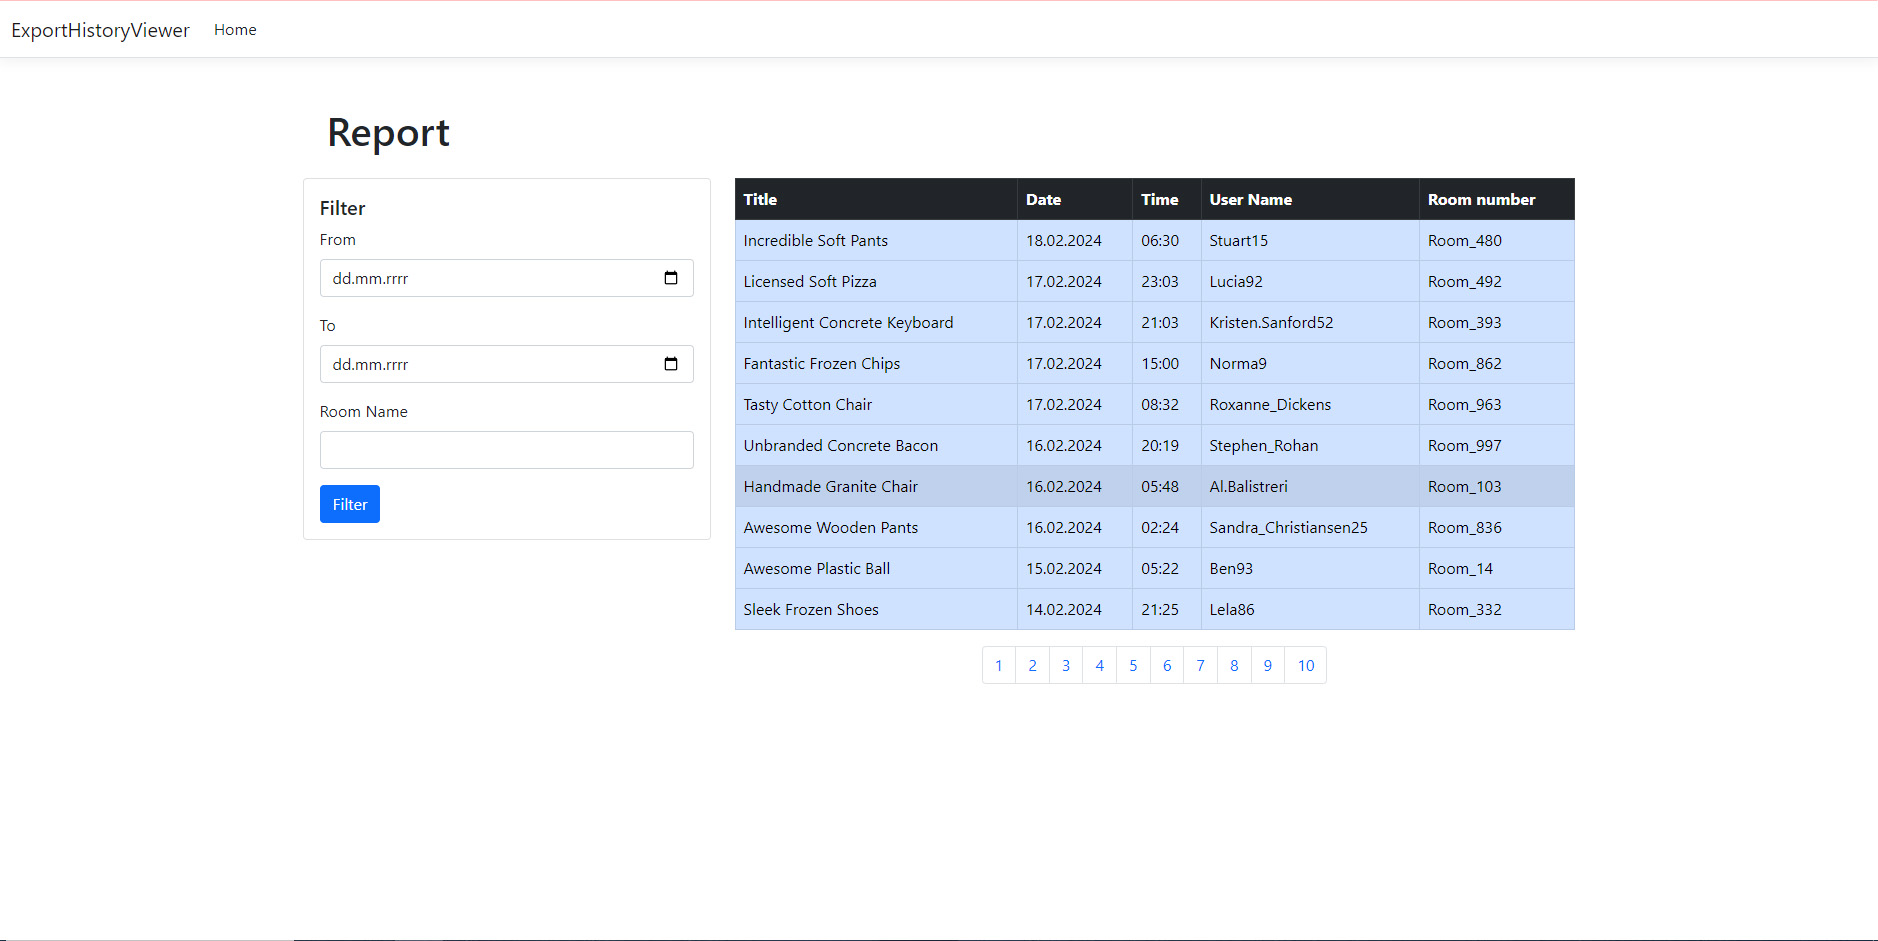 ExportHistoryViewer Home
Report
Filter
From
dd.mm.rrrr
To
dd.mm.rrrr
Room Name
Filter
Title Date Time User Name Room number
Incredible Soft Pants 18.02.2024 06:30 Stuart15 Room_480
Licensed Soft Pizza 17.02.2024 23:03 Lucia92 Room_492
Intelligent Concrete Keyboard 17.02.2024 21:03 Kristen.Sanford52 Room_393
Fantastic Frozen Chips 17.02.2024 15:00 Norma9 Room_862
Tasty Cotton Chair 17.02.2024 08:32 Roxanne_Dickens Room_963
Unbranded Concrete Bacon 16.02.2024 20:19 Stephen_Rohan Room_997
Handmade Granite Chair 16.02.2024 05:48 Al.Balistreri Room_103
Awesome Wooden Pants 16.02.2024 02:24 Sandra_Christiansen25 Room_836
Awesome Plastic Ball 15.02.2024 05:22 Ben93 Room_14
Sleek Frozen Shoes 14.02.2024 21:25 Lela86 Room_332
1 2 3 4 5 6 7 8 9 10